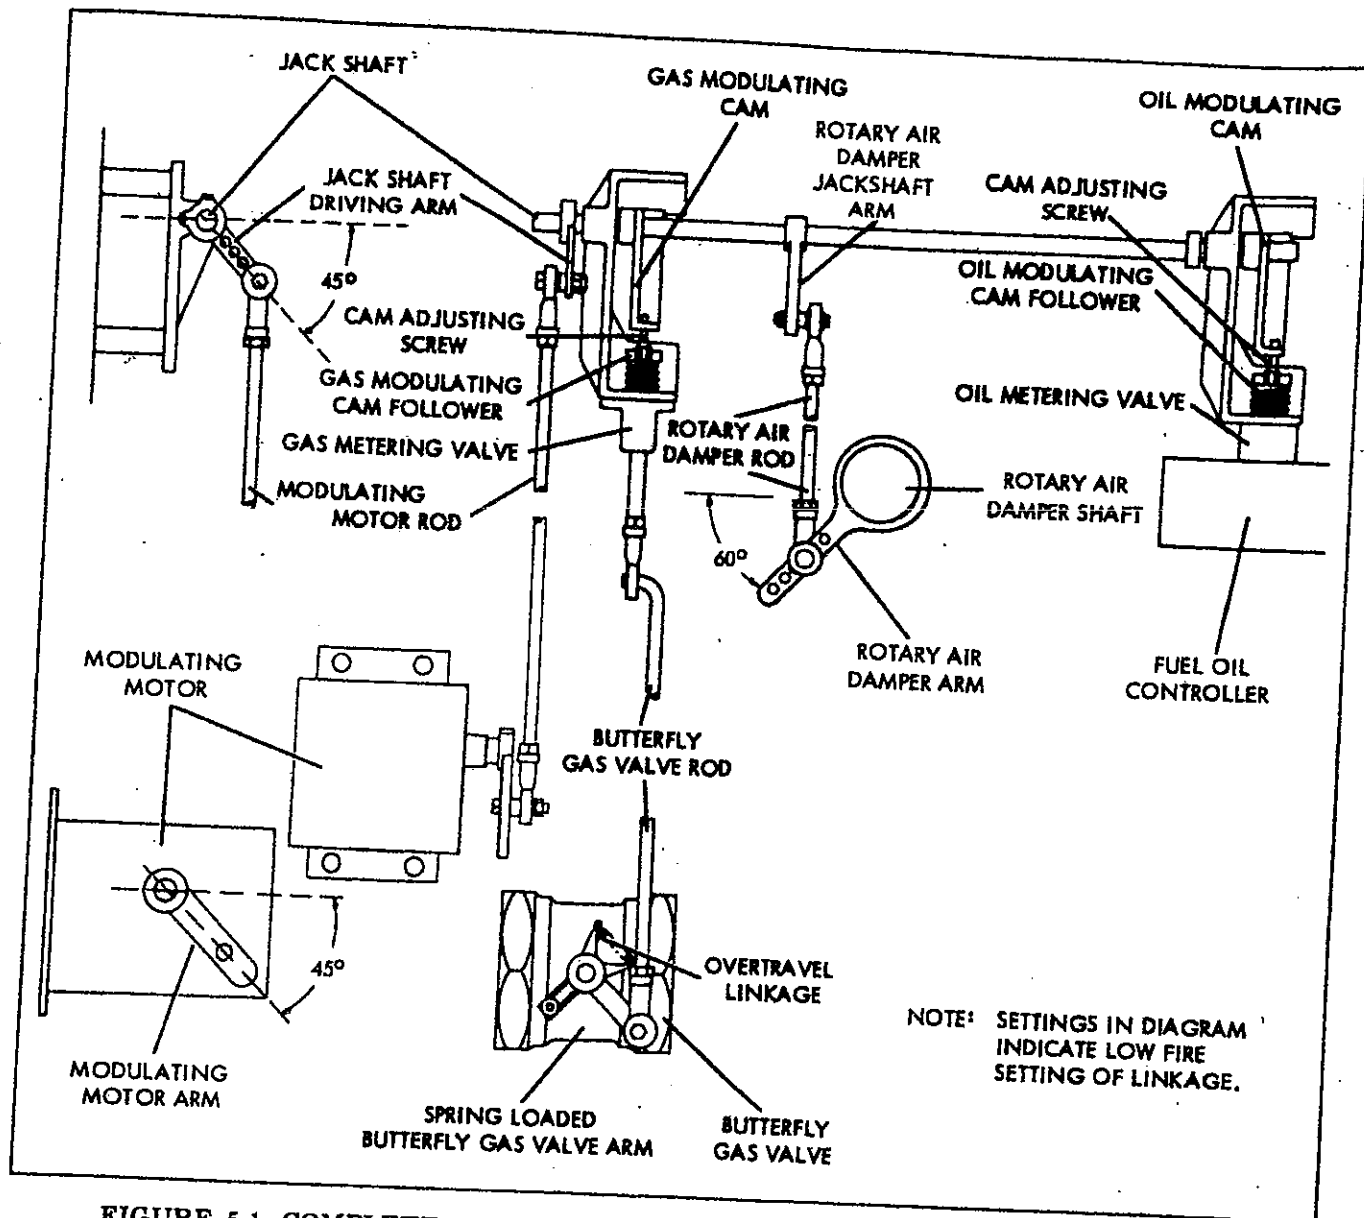 JACK SHAFT
GAS MODULATING
CAM
OIL MODULATING
CAM
ROTARY AIR
DAMPER
JACKSHAFT
ARM
JACK SHAFT
DRIVING ARM
CAM ADJUSTING
SCREW
45°
OIL MODULATING
CAM FOLLOWER
CAM ADJUSTING
SCREW
GAS MODULATING
CAM FOLLOWER
OIL METERING VALVE
GAS METERING VALVE
ROTARY AIR
DAMPER ROD
MODULATING
MOTOR ROD
ROTARY AIR
DAMPER SHAFT
60°
MODULATING
MOTOR
ROTARY AIR
DAMPER ARM
FUEL OIL
CONTROLLER
BUTTERFLY
GAS VALVE ROD
45°
OVERTRAVEL
LINKAGE
NOTE: SETTINGS IN DIAGRAM
INDICATE LOW FIRE
SETTING OF LINKAGE.
MODULATING
MOTOR ARM
SPRING LOADED
BUTTERFLY GAS VALVE ARM
BUTTERFLY
GAS VALVE
FIGURE 5-1 COMPLETE